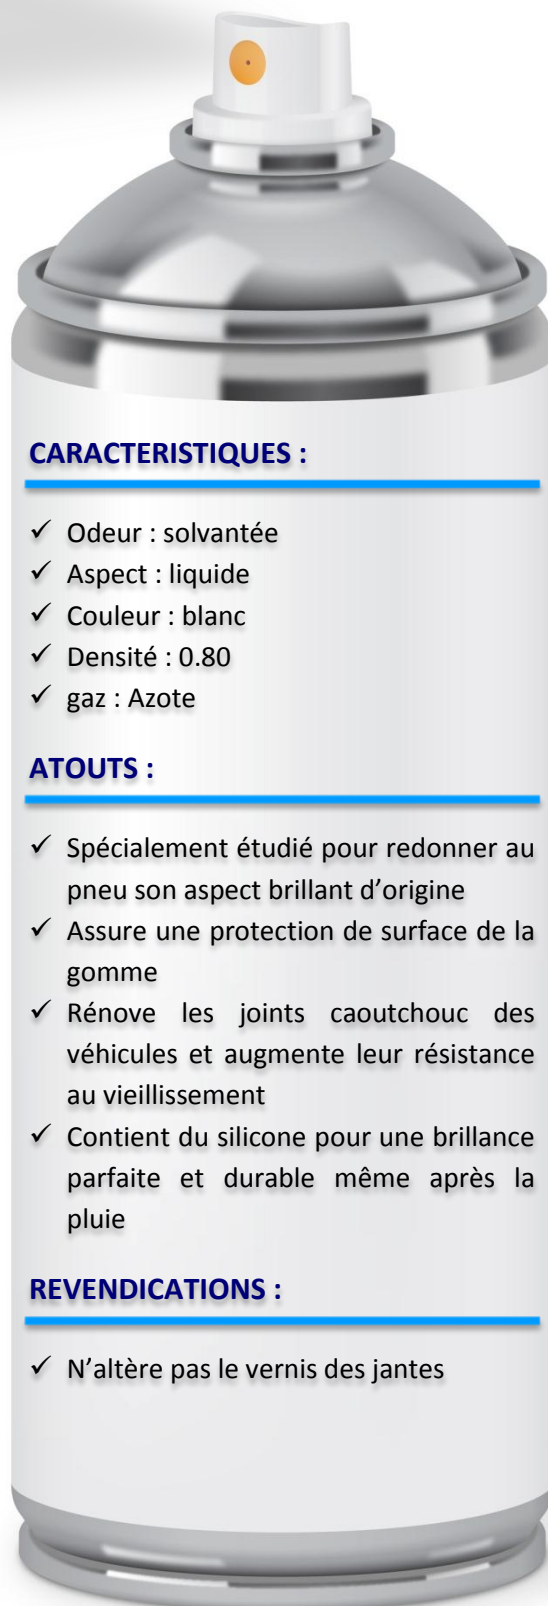 CARACTERISTIQUES :
✓ Odeur : solvantée
✓ Aspect : liquide
✓ Couleur : blanc
✓ Densité : 0.80
✓ gaz : Azote
ATOUTS :
✓ Spécialement étudié pour redonner au
pneu son aspect brillant d’origine
✓ Assure une protection de surface de la
gomme
✓ Rénove les joints caoutchouc des
véhicules et augmente leur résistance
au vieillissement
✓ Contient du silicone pour une brillance
parfaite et durable même après la
pluie
REVENDICATIONS :
✓ N’altère pas le vernis des jantes